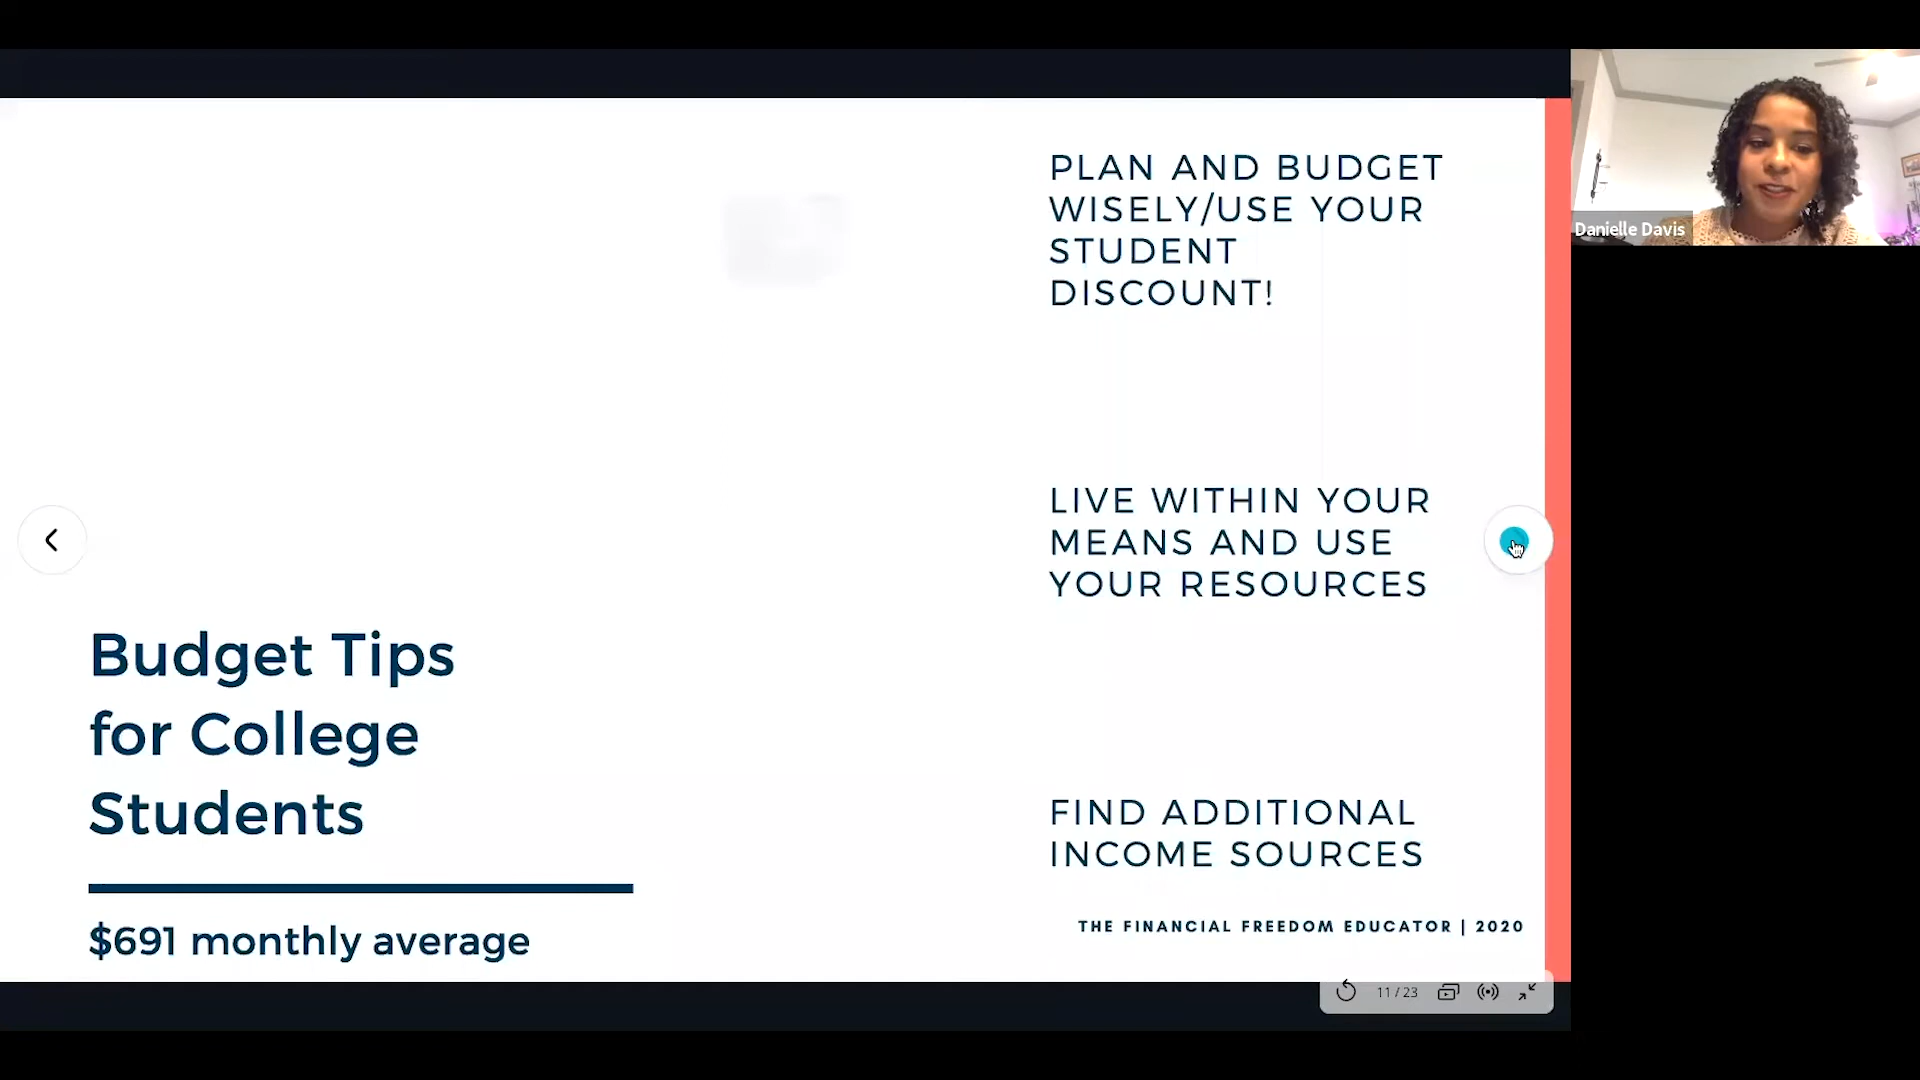 PLAN AND BUDGET
WISELY/USE YOUR
STUDENT
DISCOUNT!
Danielle Davis
LIVE WITHIN YOUR
MEANS AND USE
YOUR RESOURCES
Budget Tips
for College
Students
$691 monthly average
FIND ADDITIONAL
INCOME SOURCES
THE FINANCIAL FREEDOM EDUCATOR | 2020
11 / 23